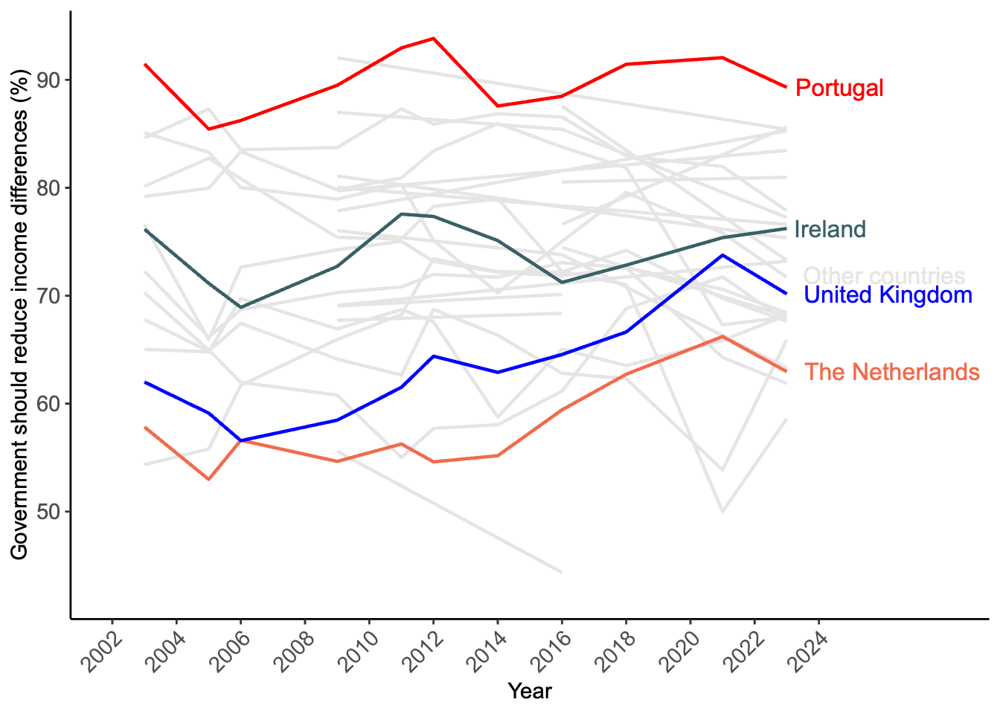 Government should reduce income differences (%)
90
80
70
60
50
Portugal
Ireland
Other countries
United Kingdom
The Netherlands
2002
2004
2006
2008
2010
2012
2014
2016
2018
2020
2022
2024
Year